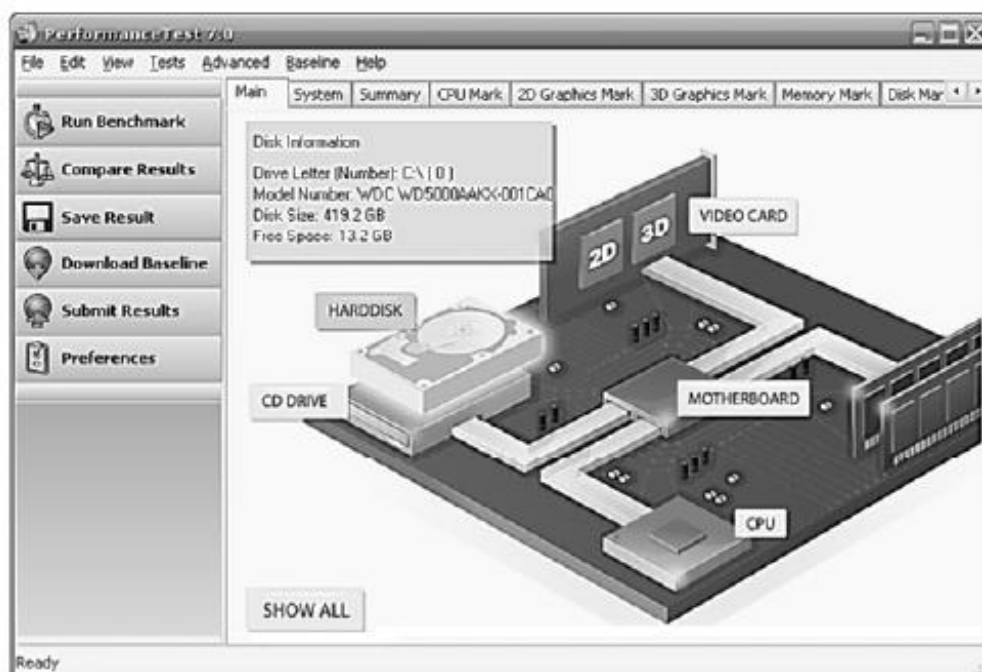 PerformanceTest 7.0
File Edit View Tests Advanced Baseline Help
Main System Summary CPU Mark 2D Graphics Mark 3D Graphics Mark Memory Mark Disk Mar
Run Benchmark
Compare Results
Save Result
Download Baseline
Submit Results
Preferences
Disk Information
Drive Letter (Number): C:\ ( 0 )
Model Number: WDC WD5000AAKX-001CA0
Disk Size: 419.2 GB
Free Space: 13.2 GB
2D
3D
VIDEO CARD
HARDDISK
CD DRIVE
MOTHERBOARD
CPU
SHOW ALL
Ready